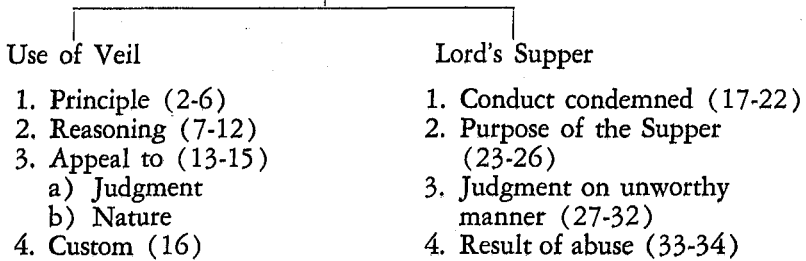 Use of Veil
1. Principle (2-6)
2. Reasoning (7-12)
3. Appeal to (13-15)
a) Judgment
b) Nature
4. Custom (16)
Lord's Supper
1. Conduct condemned (17-22)
2. Purpose of the Supper
(23-26)
3. Judgment on unworthy
manner (27-32)
4. Result of abuse (33-34)